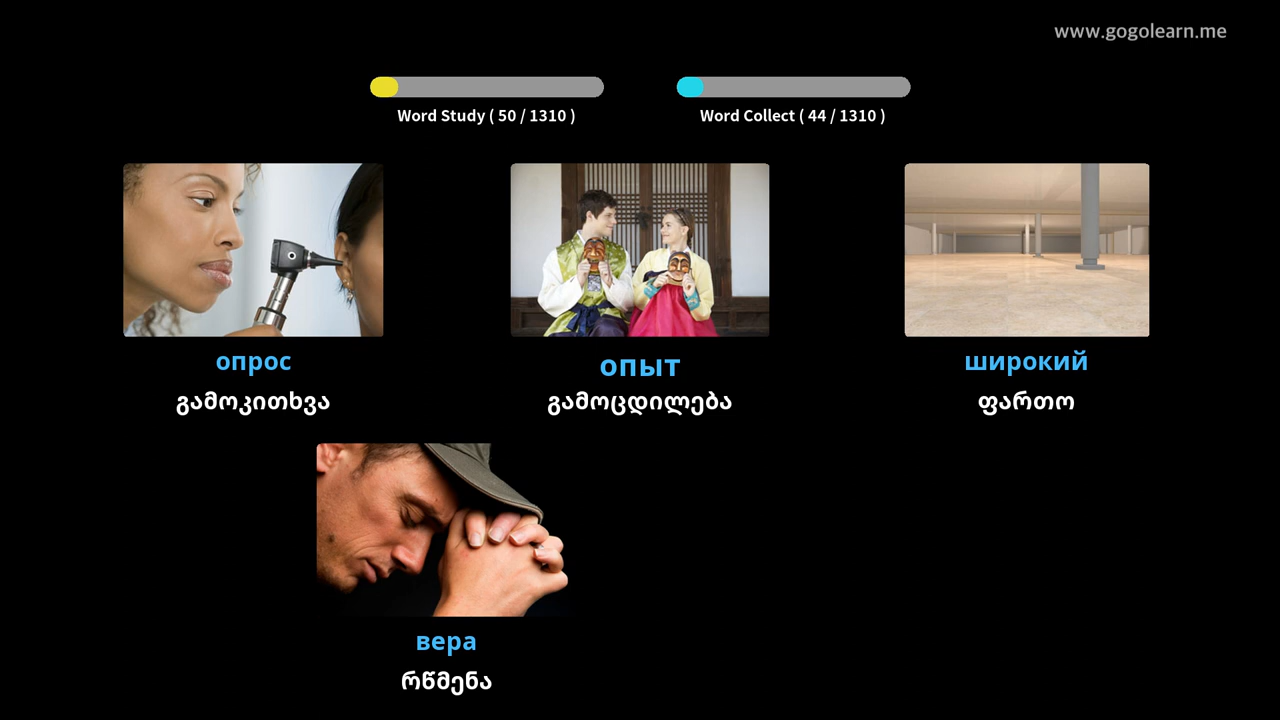 www.gogolearn.me
Word Study ( 50 / 1310 )
Word Collect ( 44 / 1310 )
опрос
გამოკითხვა
опыт
გამოცდილება
широкий
ფართო
вера
რწმენა